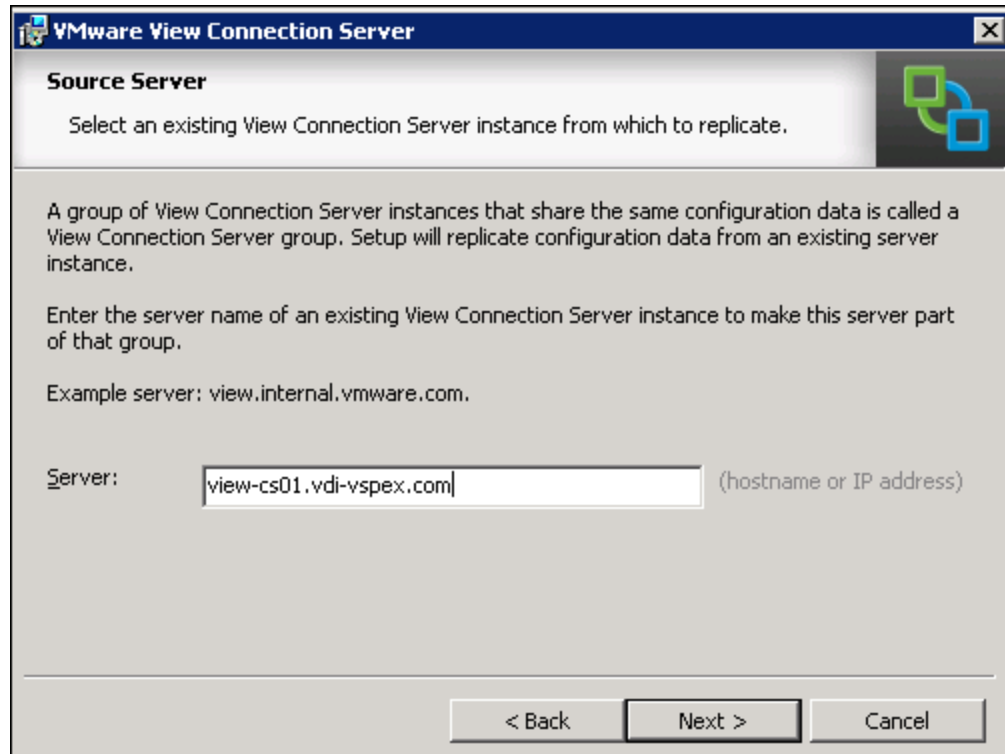 VMware View Connection Server
Source Server
Select an existing View Connection Server instance from which to replicate.
A group of View Connection Server instances that share the same configuration data is called a
View Connection Server group. Setup will replicate configuration data from an existing server
instance.
Enter the server name of an existing View Connection Server instance to make this server part
of that group.
Example server: view.internal.vmware.com.
Server: view-cs01.vdi-vspex.com (hostname or IP address)
< Back Next > Cancel